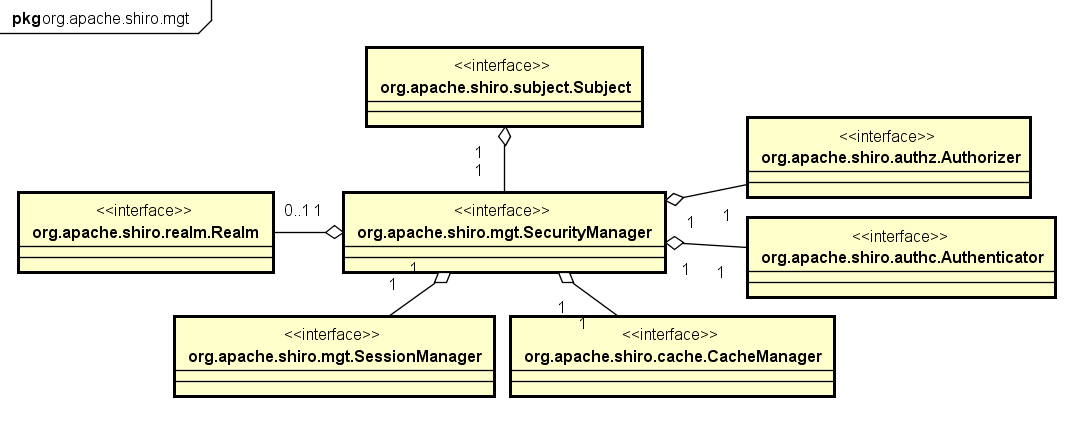 pkg org.apache.shiro.mgt
<<interface>>
org.apache.shiro.subject.Subject
1
1
<<interface>>
org.apache.shiro.authz.Authorizer
1
1
<<interface>>
org.apache.shiro.realm.Realm
0..1 1
<<interface>>
org.apache.shiro.mgt.SecurityManager
<<interface>>
org.apache.shiro.authc.Authenticator
1
1
1
1
1
1
<<interface>>
org.apache.shiro.mgt.SessionManager
<<interface>>
org.apache.shiro.cache.CacheManager